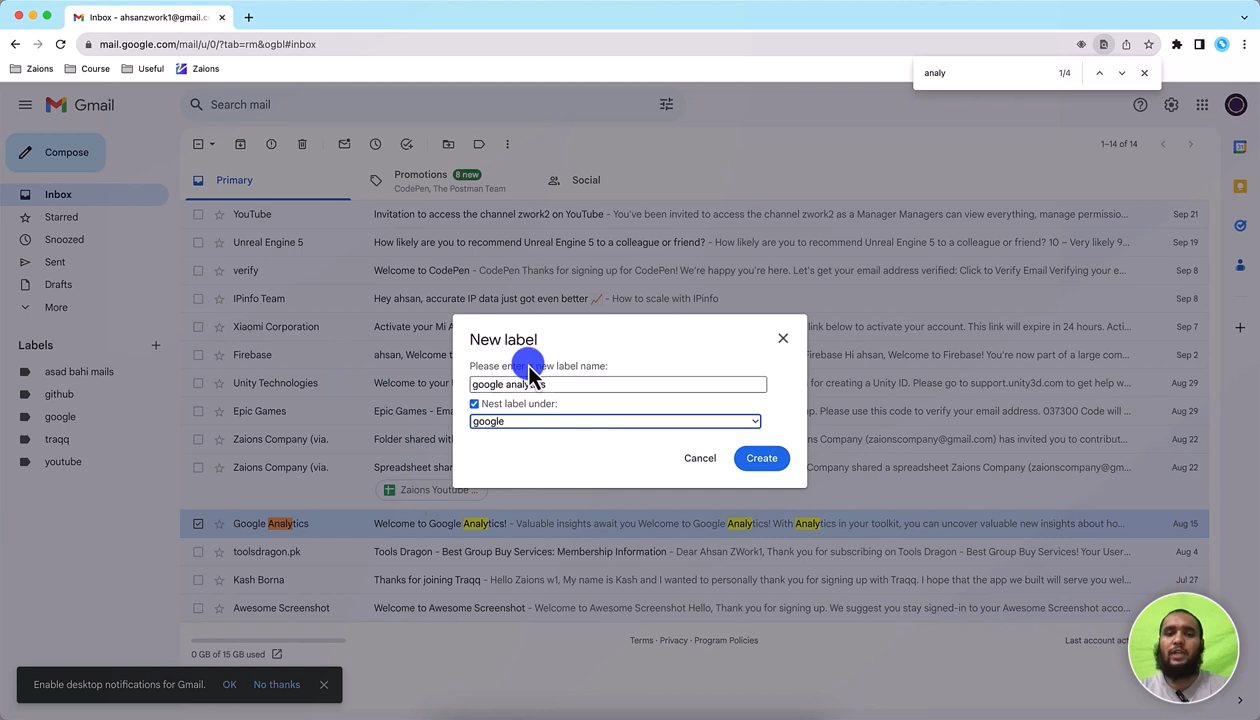 Inbox - ahsanzwork1@gmail.c
mail.google.com/mail/u/0/?tab=rm&ogbl#inbox
Zaions
Course
Useful
Zaions
analy
1/4
Gmail
Search mail
Compose
1–14 of 14
Inbox
Starred
Snoozed
Sent
Drafts
More
Labels
asad bahi mails
github
google
traqq
youtube
Primary
Promotions 8 new
CodePen, The Postman Team
Social
YouTube Invitation to access the channel zwork2 on YouTube - You've been invited to access the channel zwork2 as a Manager Managers can view everything, manage permissio... Sep 21
Unreal Engine 5 How likely are you to recommend Unreal Engine 5 to a colleague or friend? - How likely are you to recommend Unreal Engine 5 to a colleague or friend? 10 – Very likely 9... Sep 19
verify Welcome to CodePen - CodePen Thanks for signing up for CodePen! We're happy you're here. Let's get your email address verified: Click to Verify Email Verifying your e... Sep 8
IPinfo Team Hey ahsan, accurate IP data just got even better 📈 - How to scale with IPinfo Sep 8
Xiaomi Corporation Activate your Mi A link below to activate your account. This link will expire in 24 hours. Acti... Sep 7
Firebase ahsan, Welcome t Firebase Hi ahsan, Welcome to Firebase! You're now part of a large com... Sep 2
Unity Technologies Welcome to your for creating a Unity ID. Please go to support.unity3d.com to get help w... Aug 31
Epic Games Epic Games - Ema Please use this code to verify your email address. 037300 Code will ... Aug 23
Zaions Company (via. Folder shared with (zaionscompany@gmail.com) has invited you to contribut... Aug 22
Zaions Company (via. Spreadsheet shar Company shared a spreadsheet Zaions Company (zaionscompany@gm... Aug 22
Zaions Youtube ...
Google Analytics Welcome to Google Analytics! - Valuable insights await you Welcome to Google Analytics! With Analytics in your toolkit, you can uncover valuable new insights about ho... Aug 15
toolsdragon.pk Tools Dragon - Best Group Buy Services: Membership Information - Dear Ahsan ZWork1, Thank you for subscribing on Tools Dragon - Best Group Buy Services! Your User... Aug 4
Kash Borna Thanks for joining Traqq - Hello Zaions w1, My name is Kash and I wanted to personally thank you for signing up with Traqq. I hope that the app we built will serve you wel... Jul 27
Awesome Screenshot Welcome to Awesome Screenshot - Welcome to Awesome Screenshot Hello, Thank you for signing up. We suggest you stay signed-in to your Awesome Screenshot acco...
New label
Please enter a new label name:
google analytics
Nest label under:
google
Cancel
Create
0 GB of 15 GB used
Terms · Privacy · Program Policies
Last account act
Enable desktop notifications for Gmail. OK No thanks